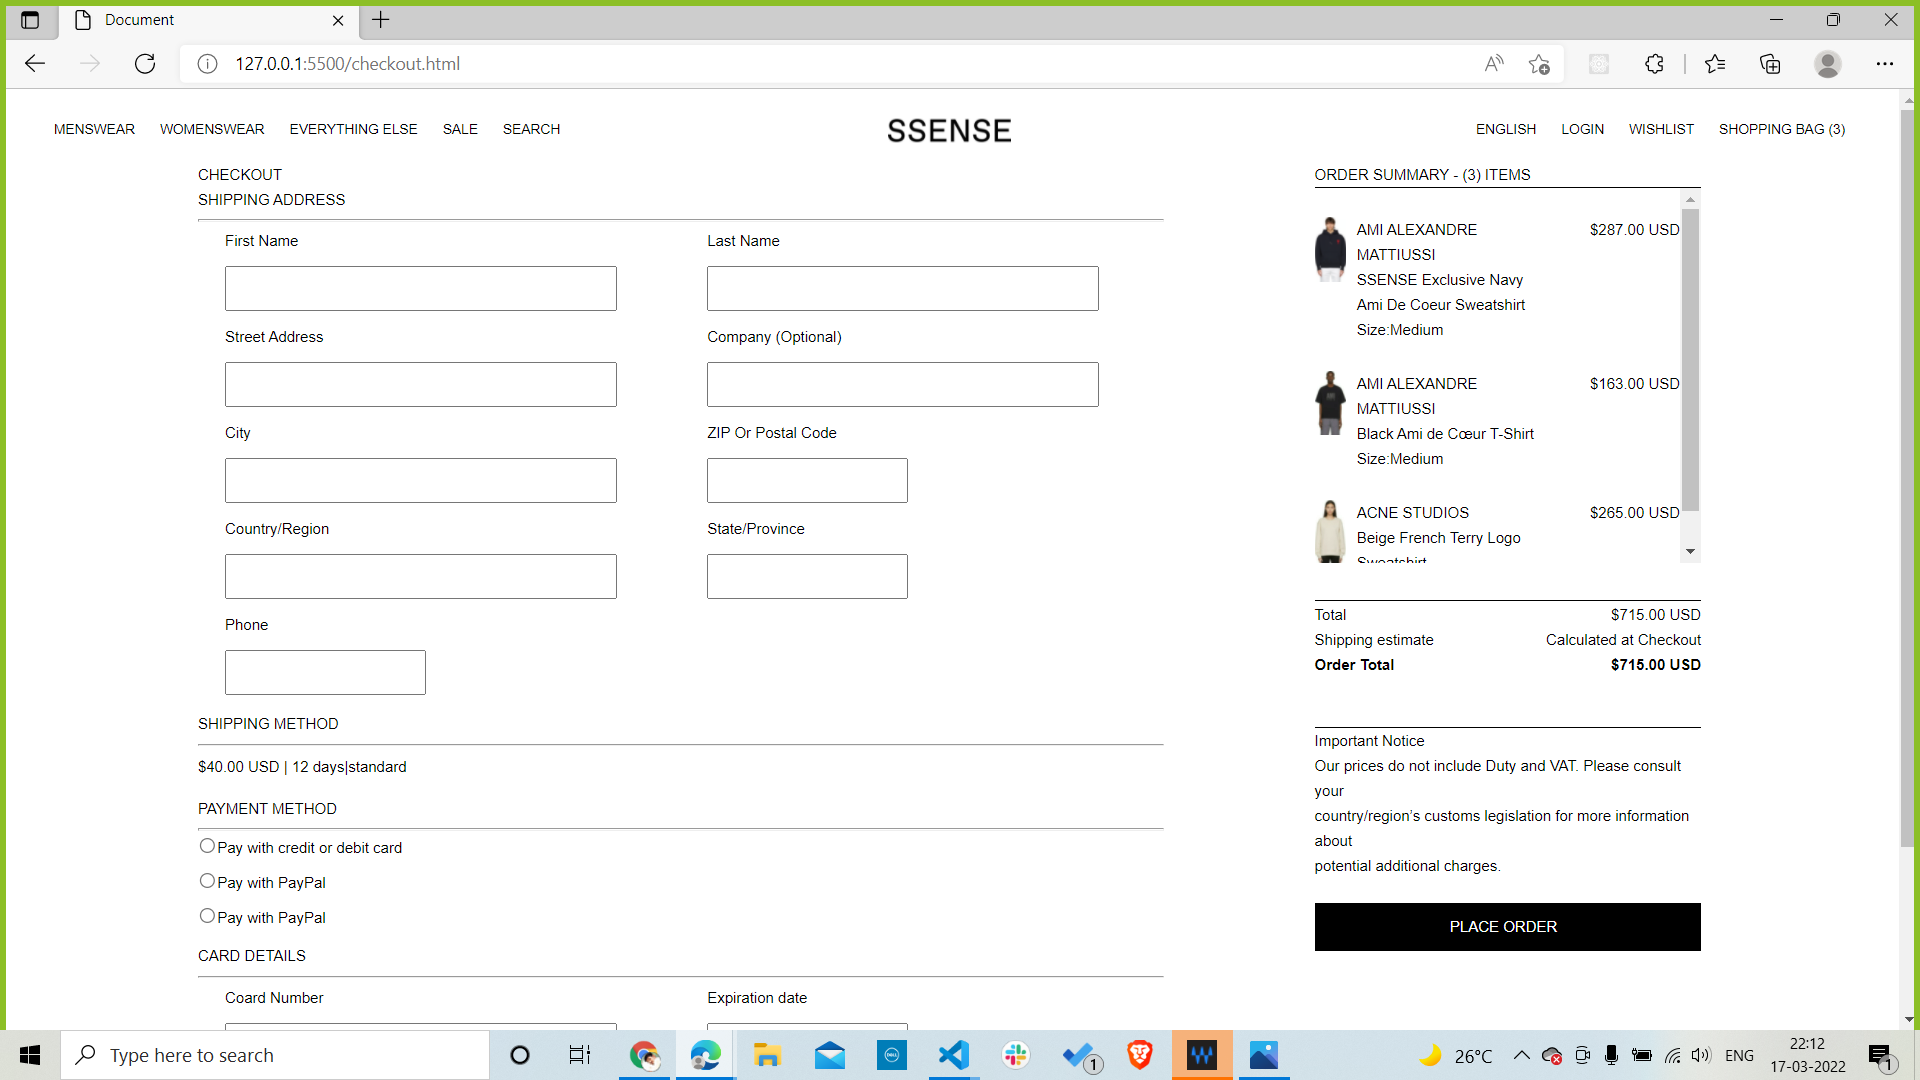 Document
127.0.0.1:5500/checkout.html
MENSWEAR WOMENSWEAR EVERYTHING ELSE SALE SEARCH
SSENSE
ENGLISH LOGIN WISHLIST SHOPPING BAG (3)
CHECKOUT
SHIPPING ADDRESS
First Name
Last Name
Street Address
Company (Optional)
City
ZIP Or Postal Code
Country/Region
State/Province
Phone
SHIPPING METHOD
$40.00 USD | 12 days|standard
PAYMENT METHOD
Pay with credit or debit card
Pay with PayPal
Pay with PayPal
CARD DETAILS
Coard Number
Expiration date
ORDER SUMMARY - (3) ITEMS
AMI ALEXANDRE
MATTIUSSI
SSENSE Exclusive Navy
Ami De Coeur Sweatshirt
Size:Medium
$287.00 USD
AMI ALEXANDRE
MATTIUSSI
Black Ami de Cœur T-Shirt
Size:Medium
$163.00 USD
ACNE STUDIOS
Beige French Terry Logo
Sweatshirt
$265.00 USD
Total $715.00 USD
Shipping estimate Calculated at Checkout
Order Total $715.00 USD
Important Notice
Our prices do not include Duty and VAT. Please consult
your
country/region’s customs legislation for more information
about
potential additional charges.
PLACE ORDER
Type here to search
DELL
1
26°C
ENG
22:12
17-03-2022
1